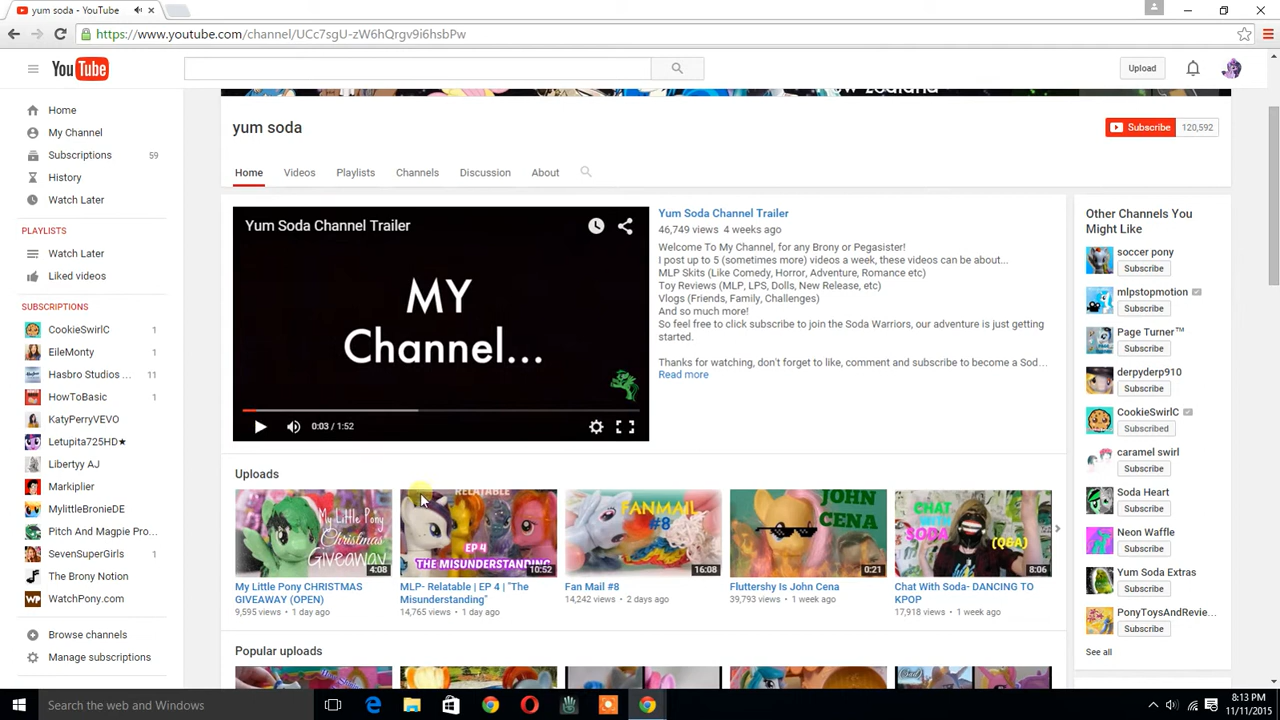 yum soda - YouTube
https://www.youtube.com/channel/UCc7sgU-zW6hQrgv9i6hsbPw
YouTube
Upload
Home
My Channel
Subscriptions 59
History
Watch Later
PLAYLISTS
Watch Later
Liked videos
SUBSCRIPTIONS
CookieSwirlC 1
EileMonty 1
Hasbro Studios ... 11
HowToBasic 1
KatyPerryVEVO
Letupita725HD★
Libertyy AJ
Markiplier
MylittleBronieDE
Pitch And Magpie Pro...
SevenSuperGirls
The Brony Notion
WatchPony.com
Browse channels
Manage subscriptions
yum soda
Subscribe 120,592
Home Videos Playlists Channels Discussion About
Yum Soda Channel Trailer
MY
Channel...
0:03 / 1:52
Yum Soda Channel Trailer
46,749 views 4 weeks ago
Welcome To My Channel, for any Brony or Pegasister!
I post up to 5 (sometimes more) videos a week, these videos can be about...
MLP Skits (Like Comedy, Horror, Adventure, Romance etc)
Toy Reviews (MLP, LPS, Dolls, New Release, etc)
Vlogs (Friends, Family, Challenges)
And so much more!
So feel free to click subscribe to join the Soda Warriors, our adventure is just getting
started.
Thanks for watching, don't forget to like, comment and subscribe to become a Sod...
Read more
Other Channels You
Might Like
soccer pony
Subscribe
mlpstopmotion
Subscribe
Page Turner™
Subscribe
derpyderp910
Subscribe
CookieSwirlC
Subscribed
caramel swirl
Subscribe
Soda Heart
Subscribe
Neon Waffle
Subscribe
Yum Soda Extras
Subscribe
PonyToysAndRevie...
Subscribe
See all
Uploads
My Little Pony
Christmas
GIVEAWAY
4:08
My Little Pony CHRISTMAS
GIVEAWAY (OPEN)
9,595 views • 1 day ago
RELATABLE
EP 4
THE MISUNDERSTANDING
10:52
MLP- Relatable | EP 4 | "The
Misunderstanding"
14,765 views • 1 day ago
FANMAIL
#8
16:08
Fan Mail #8
14,242 views • 2 days ago
JOHN
CENA
0:21
Fluttershy Is John Cena
39,793 views • 1 week ago
CHAT
WITH
SODA
(Q&A)
8:06
Chat With Soda- DANCING TO
KPOP
17,918 views • 1 week ago
Popular uploads
Search the web and Windows
8:13 PM
11/11/2015